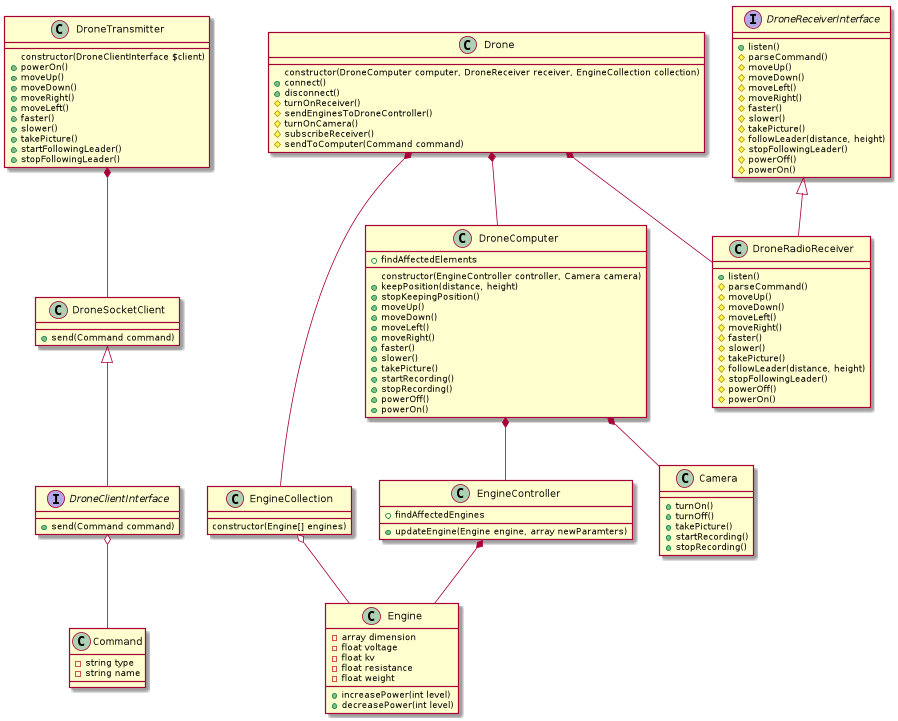 C DroneTransmitter
constructor(DroneClientInterface $client)
powerOn()
moveUp()
moveDown()
moveRight()
moveLeft()
faster()
slower()
takePicture()
startFollowingLeader()
stopFollowingLeader()
C Drone
constructor(DroneComputer computer, DroneReceiver receiver, EngineCollection collection)
connect()
disconnect()
turnOnReceiver()
sendEnginesToDroneController()
turnOnCamera()
subscribeReceiver()
sendToComputer(Command command)
I DroneReceiverInterface
listen()
parseCommand()
moveUp()
moveDown()
moveLeft()
moveRight()
faster()
slower()
takePicture()
followLeader(distance, height)
stopFollowingLeader()
powerOff()
powerOn()
C DroneSocketClient
send(Command command)
C DroneComputer
findAffectedElements
constructor(EngineController controller, Camera camera)
keepPosition(distance, height)
stopKeepingPosition()
moveUp()
moveDown()
moveLeft()
moveRight()
faster()
slower()
takePicture()
startRecording()
stopRecording()
powerOff()
powerOn()
C DroneRadioReceiver
listen()
parseCommand()
moveUp()
moveDown()
moveLeft()
moveRight()
faster()
slower()
takePicture()
followLeader(distance, height)
stopFollowingLeader()
powerOff()
powerOn()
I DroneClientInterface
send(Command command)
C EngineCollection
constructor(Engine[] engines)
C EngineController
findAffectedEngines
updateEngine(Engine engine, array newParamters)
C Camera
turnOn()
turnOff()
takePicture()
startRecording()
stopRecording()
C Command
string type
string name
C Engine
array dimension
float voltage
float kv
float resistance
float weight
increasePower(int level)
decreasePower(int level)